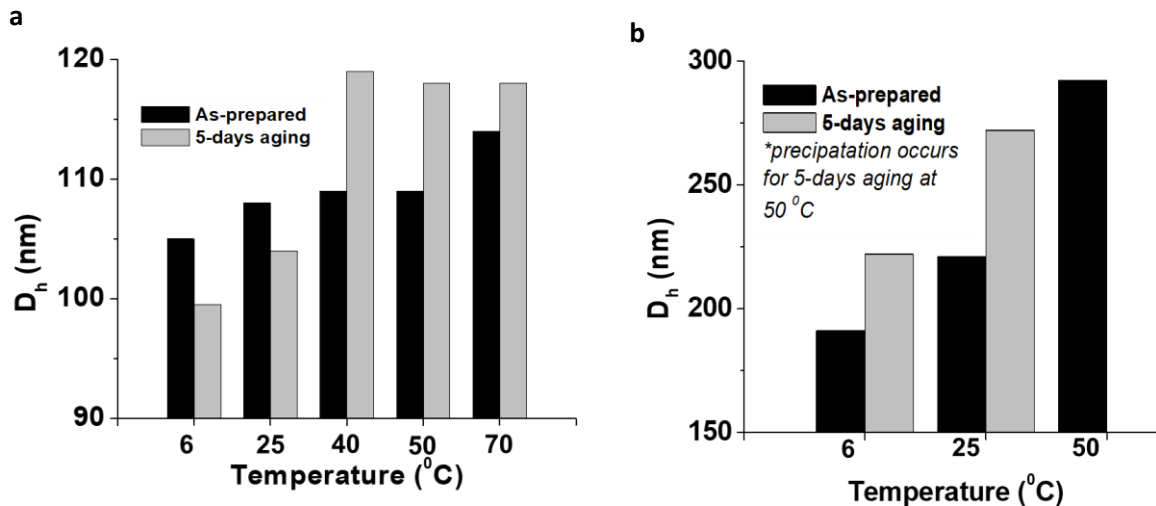 a
120
110
100
90
As-prepared
5-days aging
D_h (nm)
6 25 40 50 70
Temperature (⁰C)
b
300
250
200
150
As-prepared
5-days aging
*precipatation occurs
for 5-days aging at
50 ⁰C
D_h (nm)
6 25 50
Temperature (⁰C)